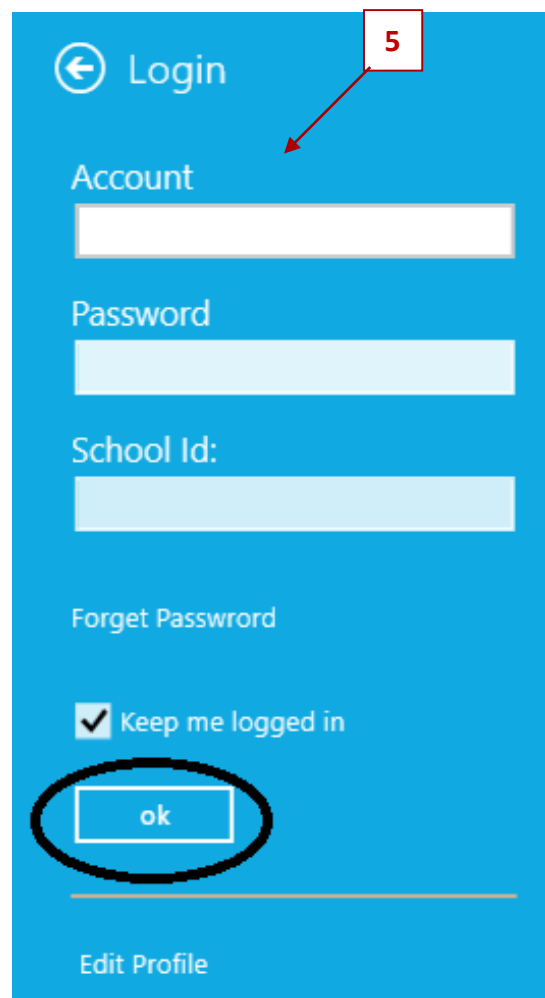 5
Login
Account
Password
School Id:
Forget Passwrord
Keep me logged in
ok
Edit Profile